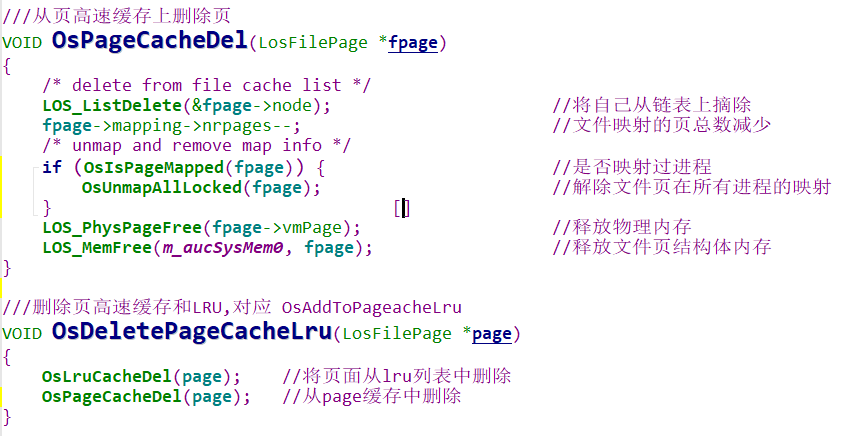 ///从页高速缓存上删除页
VOID OsPageCacheDel(LosFilePage *fpage)
{
    /* delete from file cache list */
    LOS_ListDelete(&fpage->node);                      //将自己从链表上摘除
    fpage->mapping->nrpages--;                         //文件映射的页总数减少
    /* unmap and remove map info */
    if (OsIsPageMapped(fpage)) {                       //是否映射过进程
        OsUnmapAllLocked(fpage);                       //解除文件页在所有进程的映射
    }                                  []
    LOS_PhysPageFree(fpage->vmPage);                   //释放物理内存
    LOS_MemFree(m_aucSysMem0, fpage);                  //释放文件页结构体内存
}
///删除页高速缓存和LRU,对应 OsAddToPageacheLru
VOID OsDeletePageCacheLru(LosFilePage *page)
{
    OsLruCacheDel(page);    //将页面从lru列表中删除
    OsPageCacheDel(page);   //从page缓存中删除
}